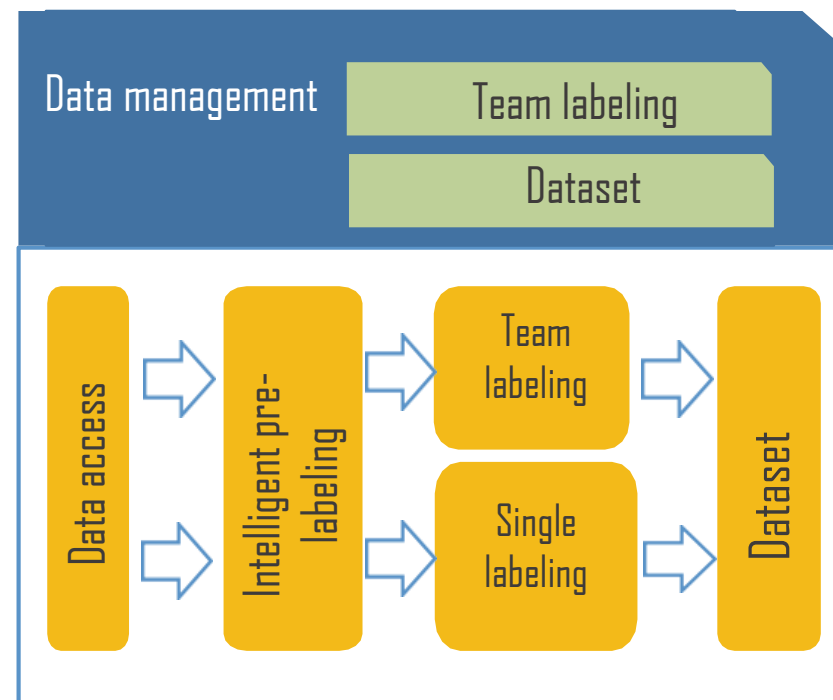 Data management
Team labeling
Dataset
Data access
Intelligent pre-
labeling
Team
labeling
Single
labeling
Dataset